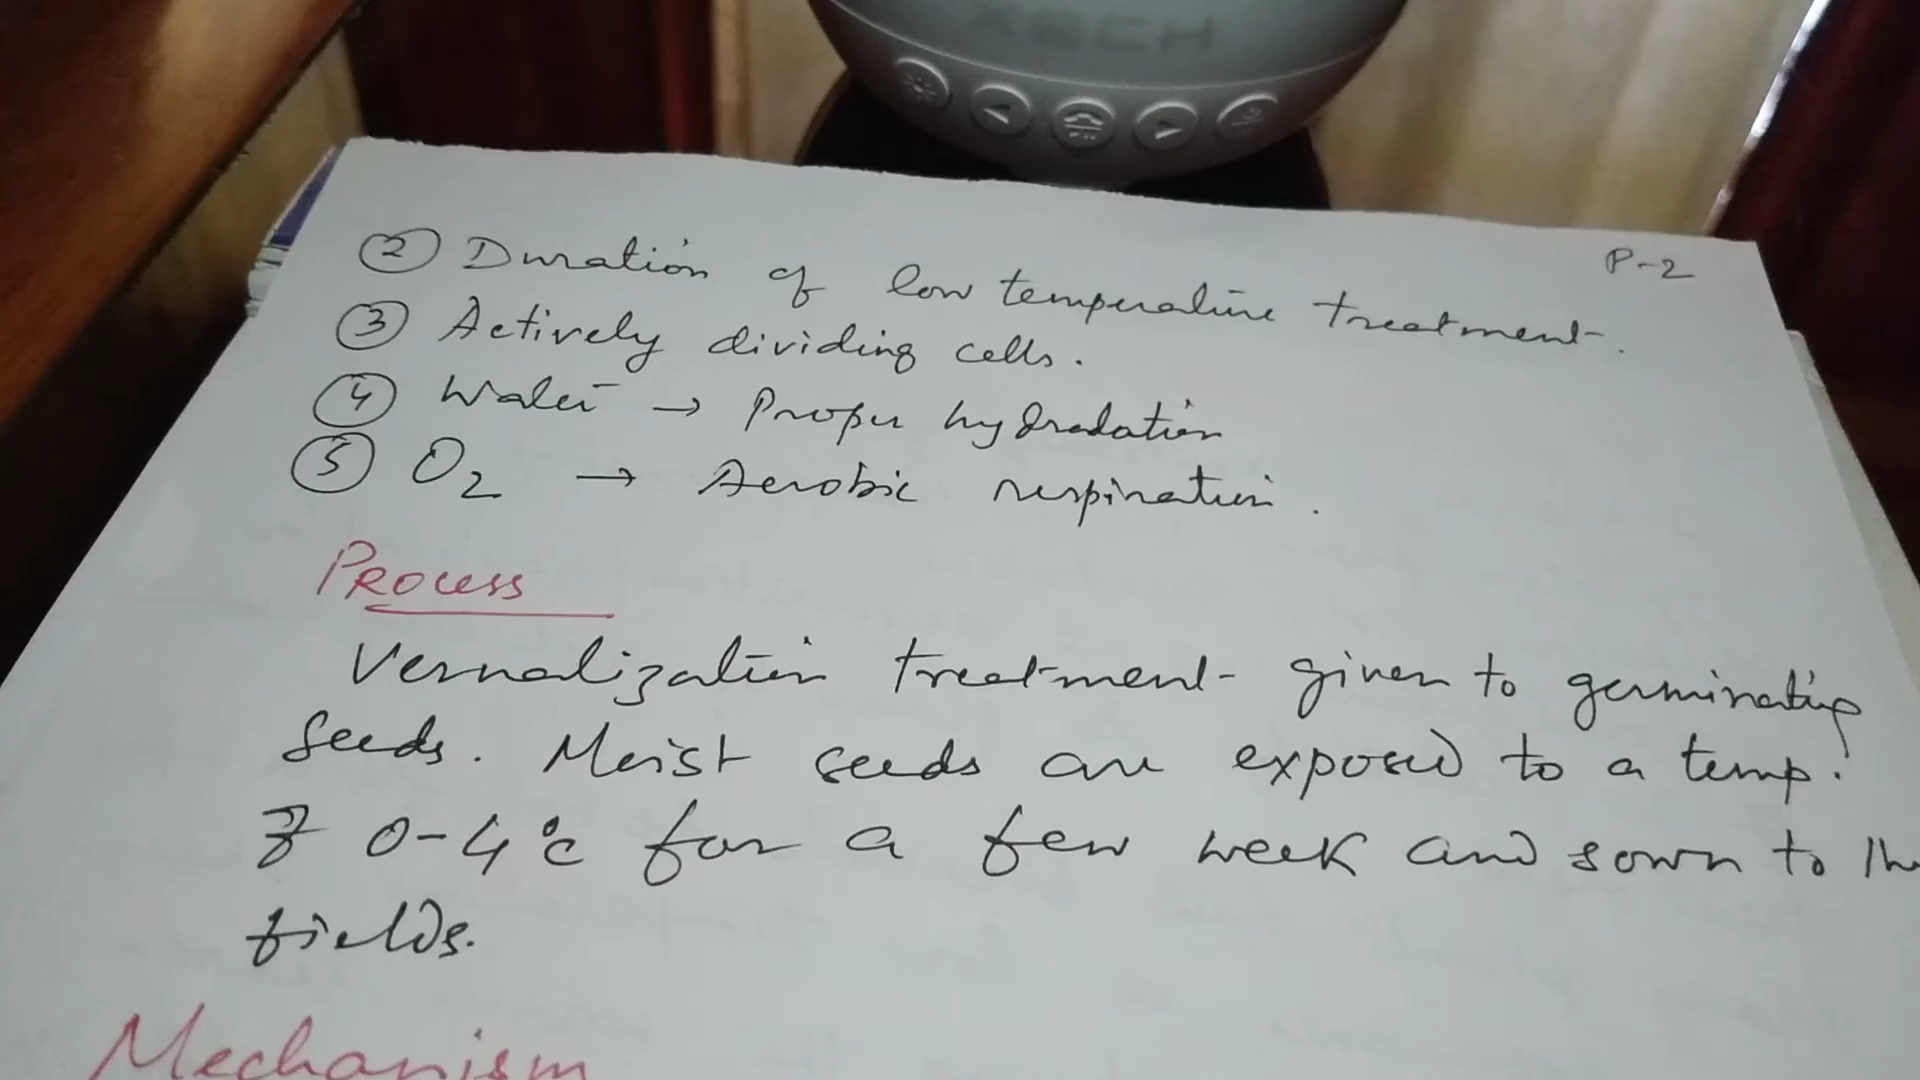 XECH
P-2
② Duration of low temperature treatment.
③ Actively dividing cells.
④ Water → Proper hydradation
⑤ O₂ → Aerobic respiration.
Process
Vernalization treatment given to germinating
seeds. Moist seeds are exposed to a temp.
of 0-4°c for a few week and sown to the
fields.
Mechanism